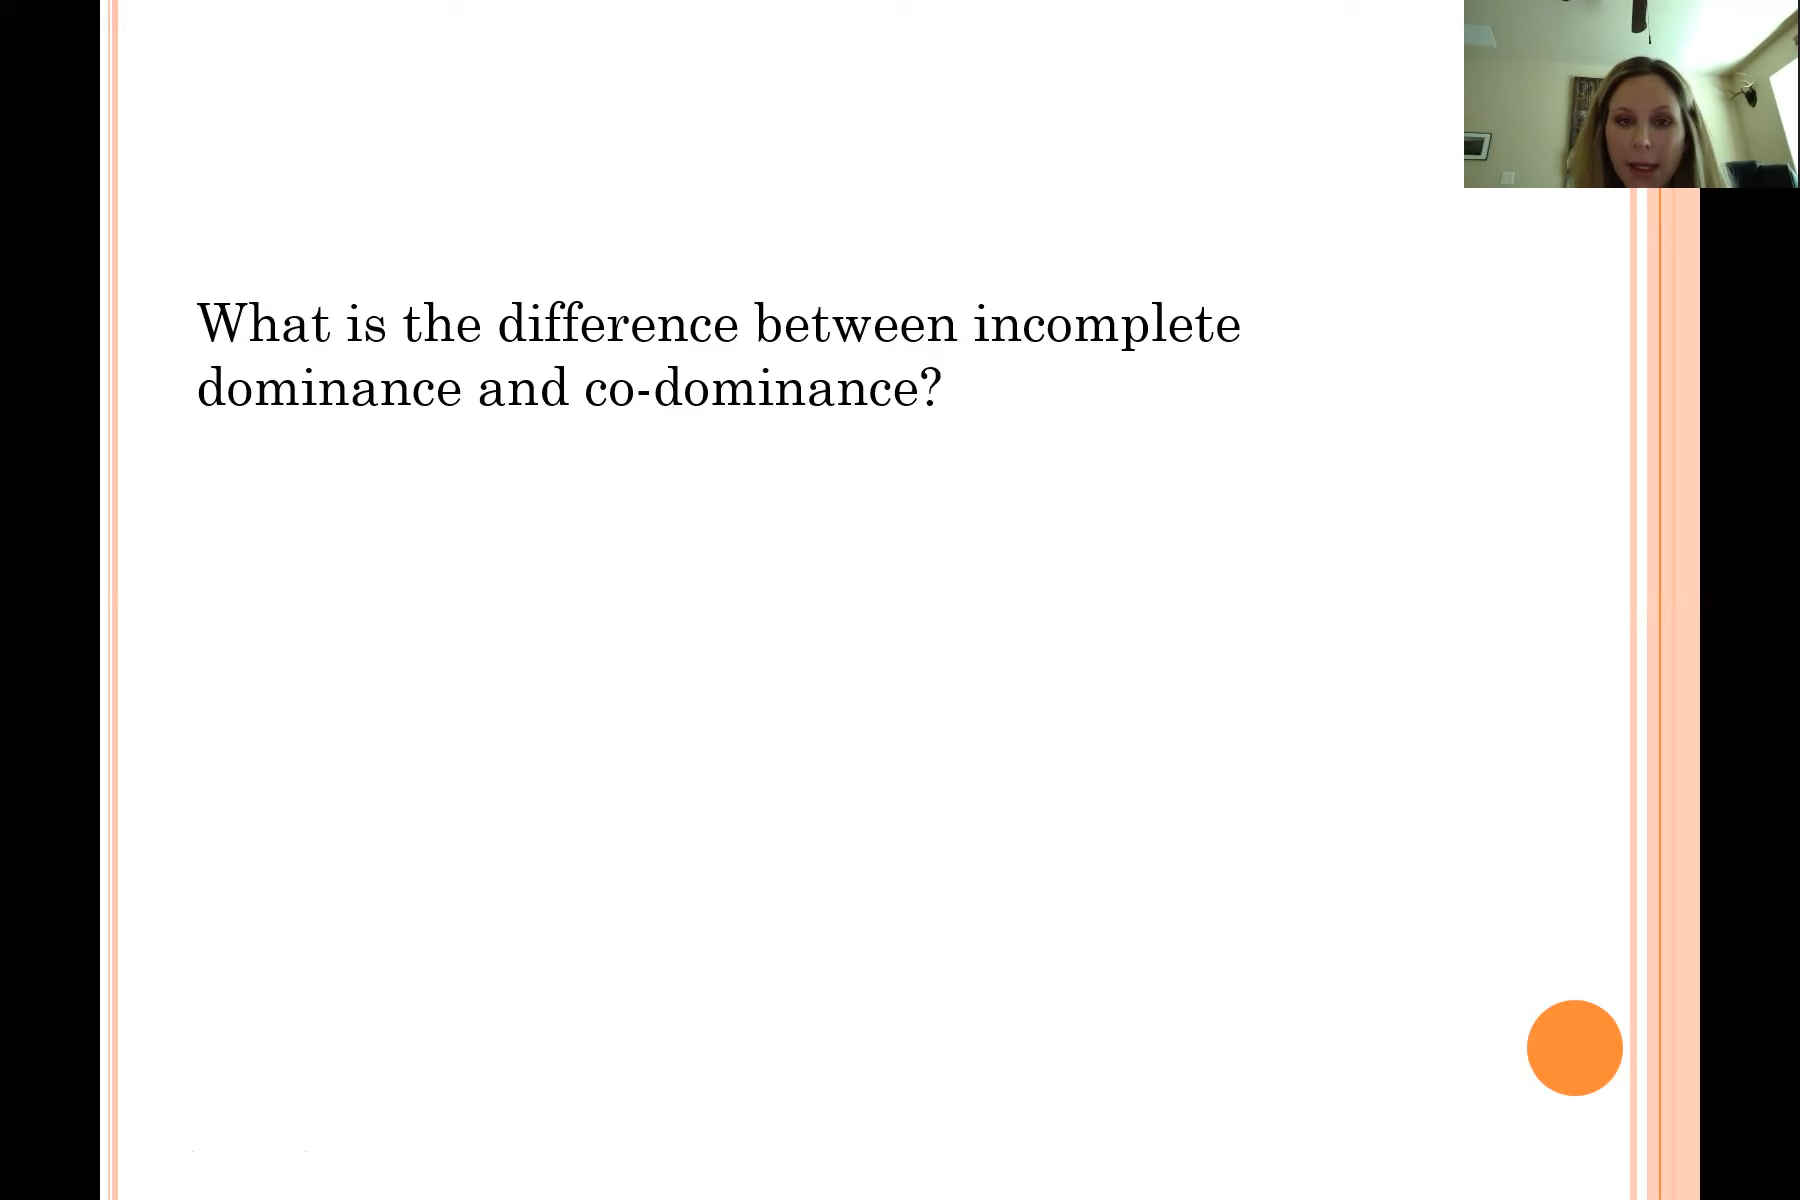 What is the difference between incomplete
dominance and co-dominance?